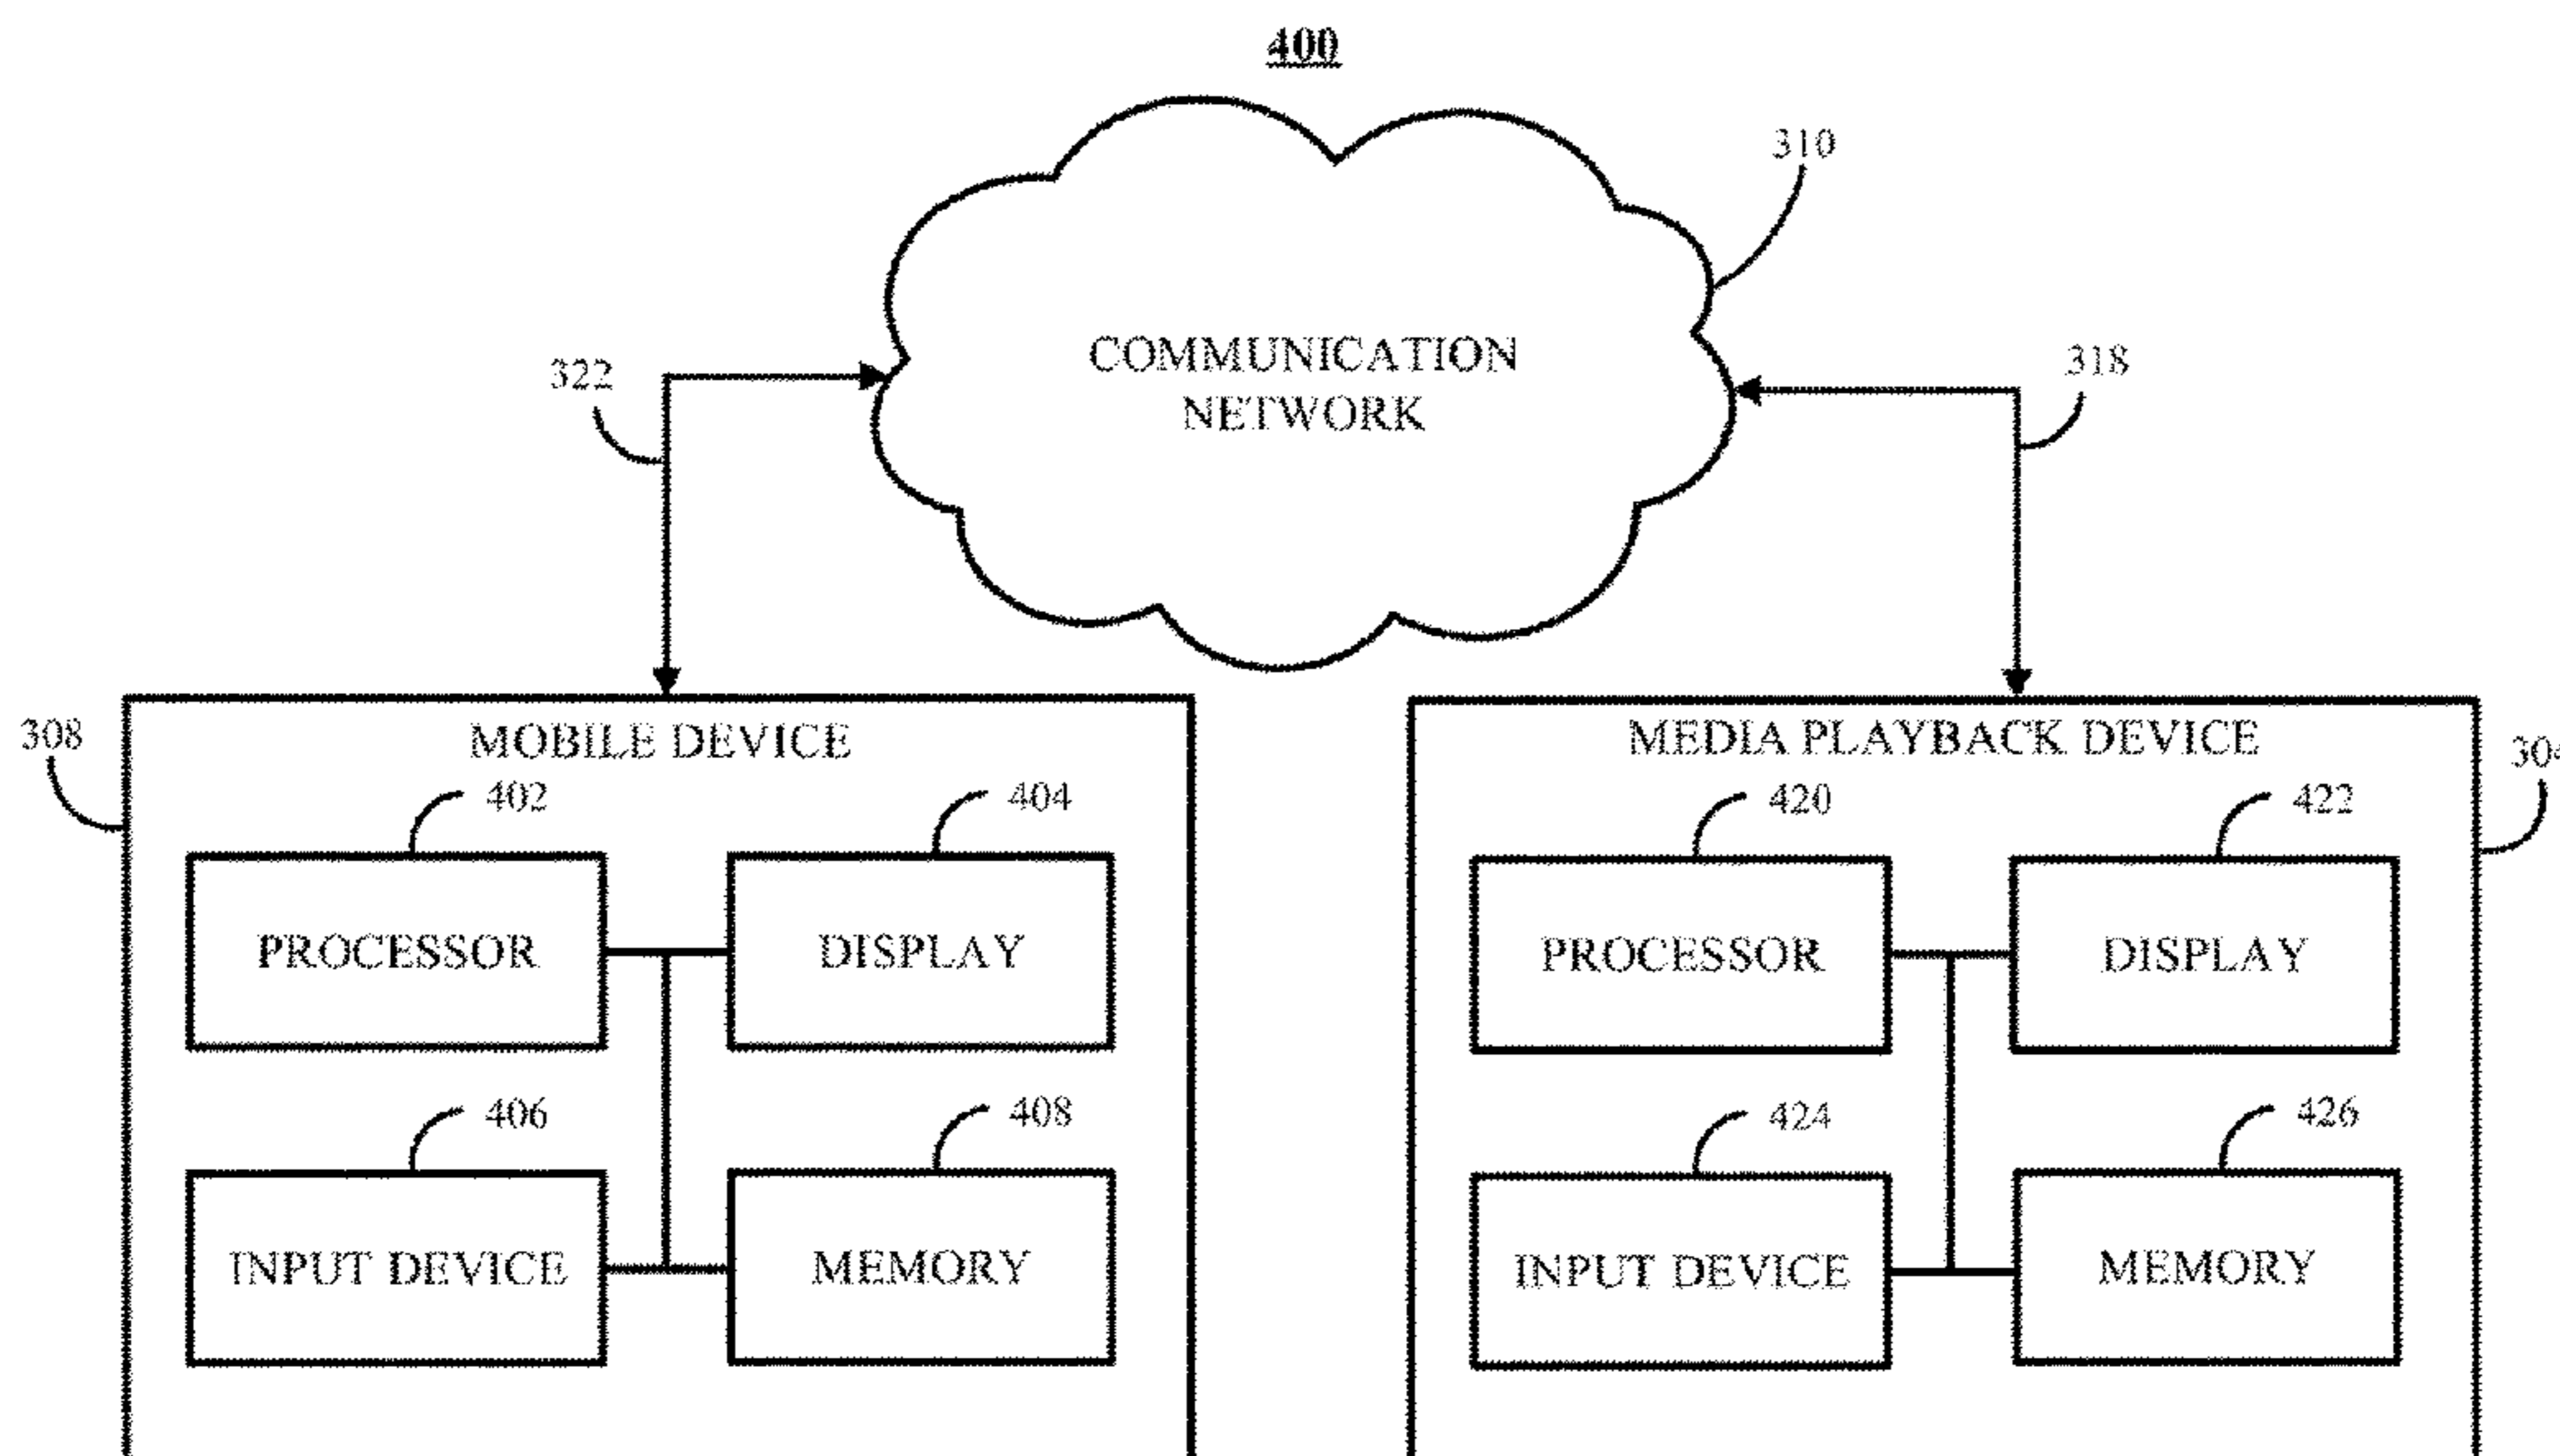 400
310
COMMUNICATION
NETWORK
322
318
308
MOBILE DEVICE
MEDIA PLAYBACK DEVICE
402
404
420
422
PROCESSOR
DISPLAY
PROCESSOR
DISPLAY
406
408
424
426
INPUT DEVICE
MEMORY
INPUT DEVICE
MEMORY